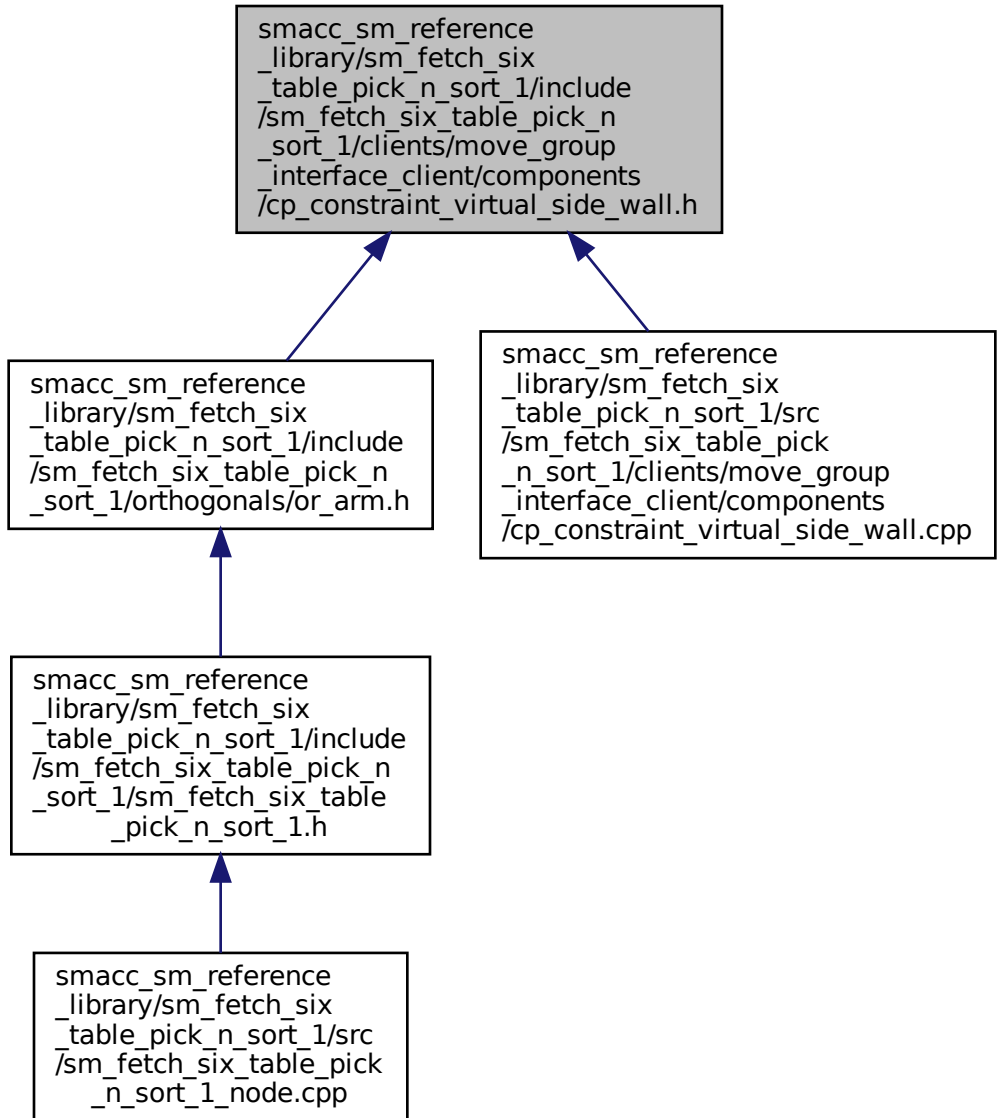 smacc_sm_reference
_library/sm_fetch_six
_table_pick_n_sort_1/include
/sm_fetch_six_table_pick_n
_sort_1/clients/move_group
_interface_client/components
/cp_constraint_virtual_side_wall.h
smacc_sm_reference
_library/sm_fetch_six
_table_pick_n_sort_1/include
/sm_fetch_six_table_pick_n
_sort_1/orthogonals/or_arm.h
smacc_sm_reference
_library/sm_fetch_six
_table_pick_n_sort_1/src
/sm_fetch_six_table_pick
_n_sort_1/clients/move_group
_interface_client/components
/cp_constraint_virtual_side_wall.cpp
smacc_sm_reference
_library/sm_fetch_six
_table_pick_n_sort_1/include
/sm_fetch_six_table_pick_n
_sort_1/sm_fetch_six_table
_pick_n_sort_1.h
smacc_sm_reference
_library/sm_fetch_six
_table_pick_n_sort_1/src
/sm_fetch_six_table_pick
_n_sort_1_node.cpp